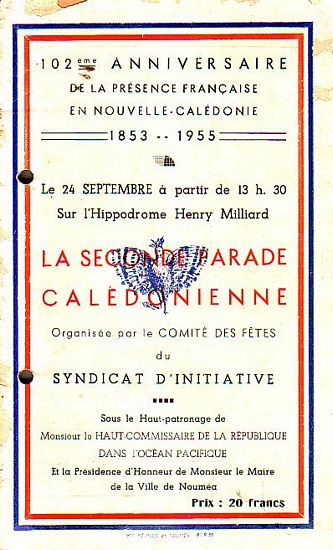 102eme ANNIVERSAIRE
DE LA PRÉSENCE FRANÇAISE
EN NOUVELLE-CALÉDONIE
1853 -- 1955
Le 24 SEPTEMBRE à partir de 13 h. 30
Sur l'Hippodrome Henry Milliard
LA SECONDE PARADE
CALÉDONIENNE
Organisée par le COMITÉ DES FÊTES
du
SYNDICAT D'INITIATIVE
Sous le Haut-patronage de
Monsieur le HAUT-COMMISSAIRE DE LA RÉPUBLIQUE
DANS l'OCÉAN PACIFIQUE
Et la Présidence d'Honneur de Monsieur le Maire
de la Ville de Nouméa
Prix : 20 francs